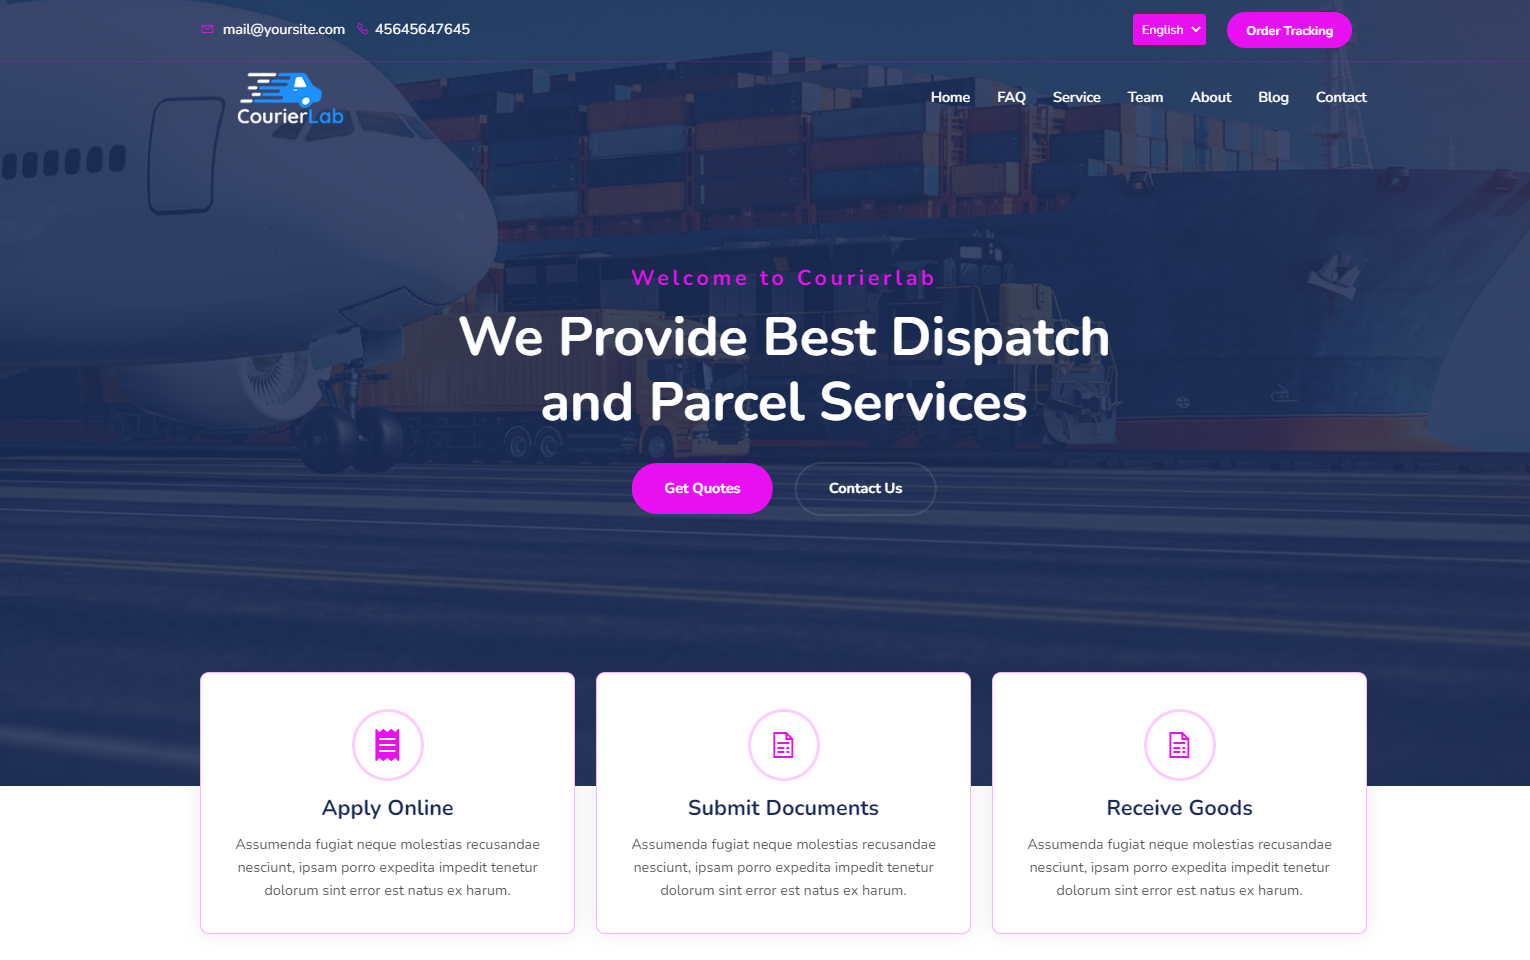 mail@yoursite.com 45645647645
English
Order Tracking
CourierLab
Home FAQ Service Team About Blog Contact
Welcome to Courierlab
We Provide Best Dispatch
and Parcel Services
Get Quotes
Contact Us
Apply Online
Assumenda fugiat neque molestias recusandae
nesciunt, ipsam porro expedita impedit tenetur
dolorum sint error est natus ex harum.
Submit Documents
Assumenda fugiat neque molestias recusandae
nesciunt, ipsam porro expedita impedit tenetur
dolorum sint error est natus ex harum.
Receive Goods
Assumenda fugiat neque molestias recusandae
nesciunt, ipsam porro expedita impedit tenetur
dolorum sint error est natus ex harum.